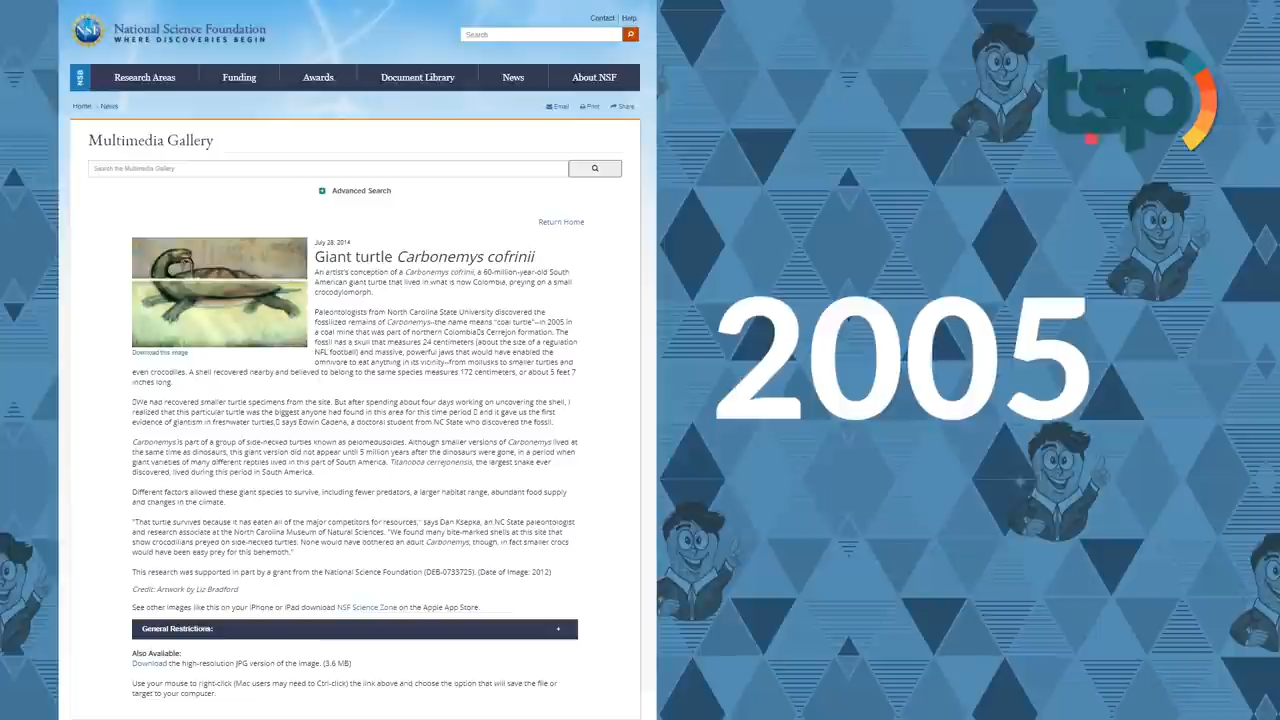 Contact | Help
NSF National Science Foundation
WHERE DISCOVERIES BEGIN
Search
NSB Research Areas Funding Awards Document Library News About NSF
Home News Email Print Share
Multimedia Gallery
Search the Multimedia Gallery
Advanced Search
Return Home
July 28, 2014
Giant turtle Carbonemys cofrinii
An artist's conception of a Carbonemys cofrinii, a 60-million-year-old South
American giant turtle that lived in what is now Colombia, preying on a small
crocodylomorph.
Paleontologists from North Carolina State University discovered the
fossilized remains of Carbonemys--the name means "coal turtle"--in 2005 in
a coal mine that was part of northern Colombia▯s Cerrejon formation. The
fossil has a skull that measures 24 centimeters (about the size of a regulation
NFL football) and massive, powerful jaws that would have enabled the
omnivore to eat anything in its vicinity--from mollusks to smaller turtles and
Download this image
even crocodiles. A shell recovered nearby and believed to belong to the same species measures 172 centimeters, or about 5 feet 7
inches long.
▯We had recovered smaller turtle specimens from the site. But after spending about four days working on uncovering the shell, I
realized that this particular turtle was the biggest anyone had found in this area for this time period ▯ and it gave us the first
evidence of giantism in freshwater turtles,▯ says Edwin Cadena, a doctoral student from NC State who discovered the fossil.
Carbonemys is part of a group of side-necked turtles known as pelomedusoides. Although smaller versions of Carbonemys lived at
the same time as dinosaurs, this giant version did not appear until 5 million years after the dinosaurs were gone, in a period when
giant varieties of many different reptiles lived in this part of South America. Titanoboa cerrejonensis, the largest snake ever
discovered, lived during this period in South America.
Different factors allowed these giant species to survive, including fewer predators, a larger habitat range, abundant food supply
and changes in the climate.
"That turtle survives because it has eaten all of the major competitors for resources," says Dan Ksepka, an NC State paleontologist
and research associate at the North Carolina Museum of Natural Sciences. "We found many bite-marked shells at this site that
show crocodilians preyed on side-necked turtles. None would have bothered an adult Carbonemys, though, in fact smaller crocs
would have been easy prey for this behemoth."
This research was supported in part by a grant from the National Science Foundation (DEB-0733725). (Date of Image: 2012)
Credit: Artwork by Liz Bradford
See other images like this on your iPhone or iPad download NSF Science Zone on the Apple App Store.
General Restrictions: +
Also Available:
Download the high-resolution JPG version of the image. (3.6 MB)
Use your mouse to right-click (Mac users may need to Ctrl-click) the link above and choose the option that will save the file or
target to your computer.
tsp
2005